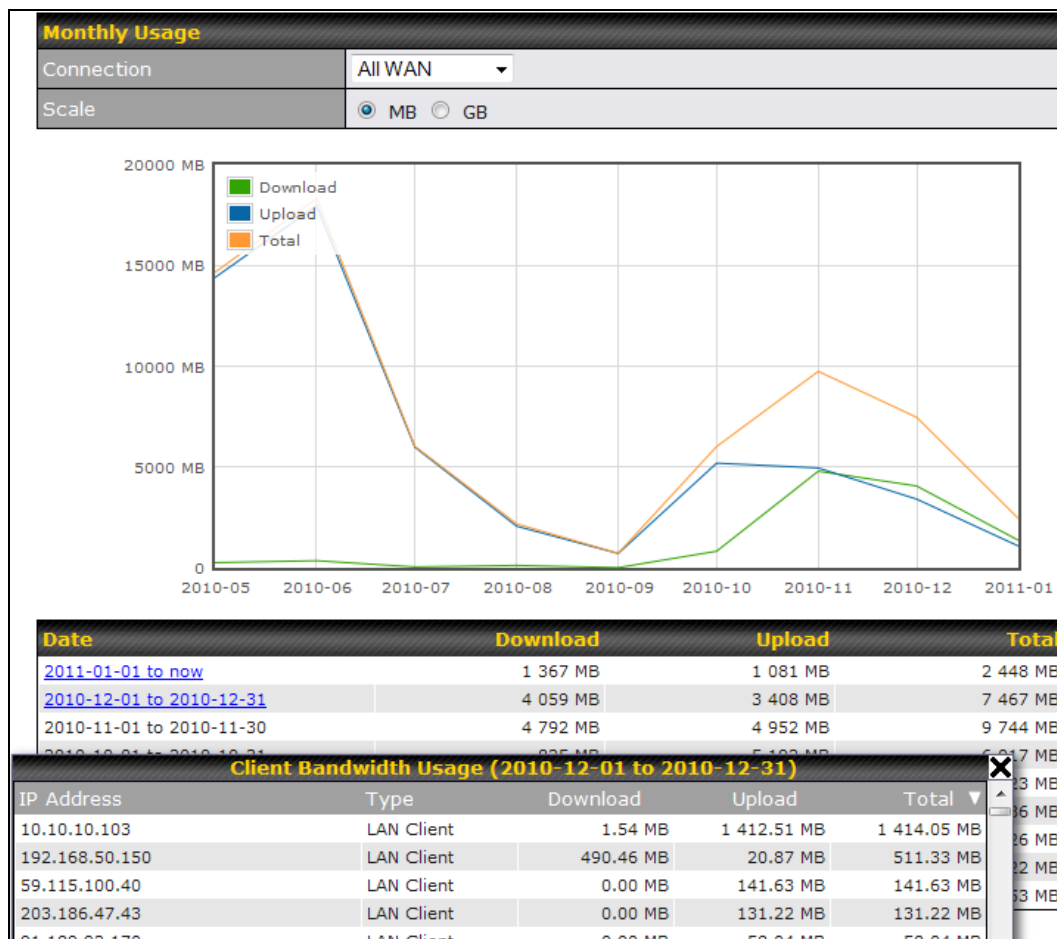 Monthly Usage
Connection All WAN
Scale MB GB
20000 MB
Download
Upload
Total
15000 MB
10000 MB
5000 MB
0
2010-05 2010-06 2010-07 2010-08 2010-09 2010-10 2010-11 2010-12 2011-01
Date Download Upload Total
2011-01-01 to now 1 367 MB 1 081 MB 2 448 MB
2010-12-01 to 2010-12-31 4 059 MB 3 408 MB 7 467 MB
2010-11-01 to 2010-11-30 4 792 MB 4 952 MB 9 744 MB
Client Bandwidth Usage (2010-12-01 to 2010-12-31)
IP Address Type Download Upload Total
10.10.10.103 LAN Client 1.54 MB 1 412.51 MB 1 414.05 MB
192.168.50.150 LAN Client 490.46 MB 20.87 MB 511.33 MB
59.115.100.40 LAN Client 0.00 MB 141.63 MB 141.63 MB
203.186.47.43 LAN Client 0.00 MB 131.22 MB 131.22 MB